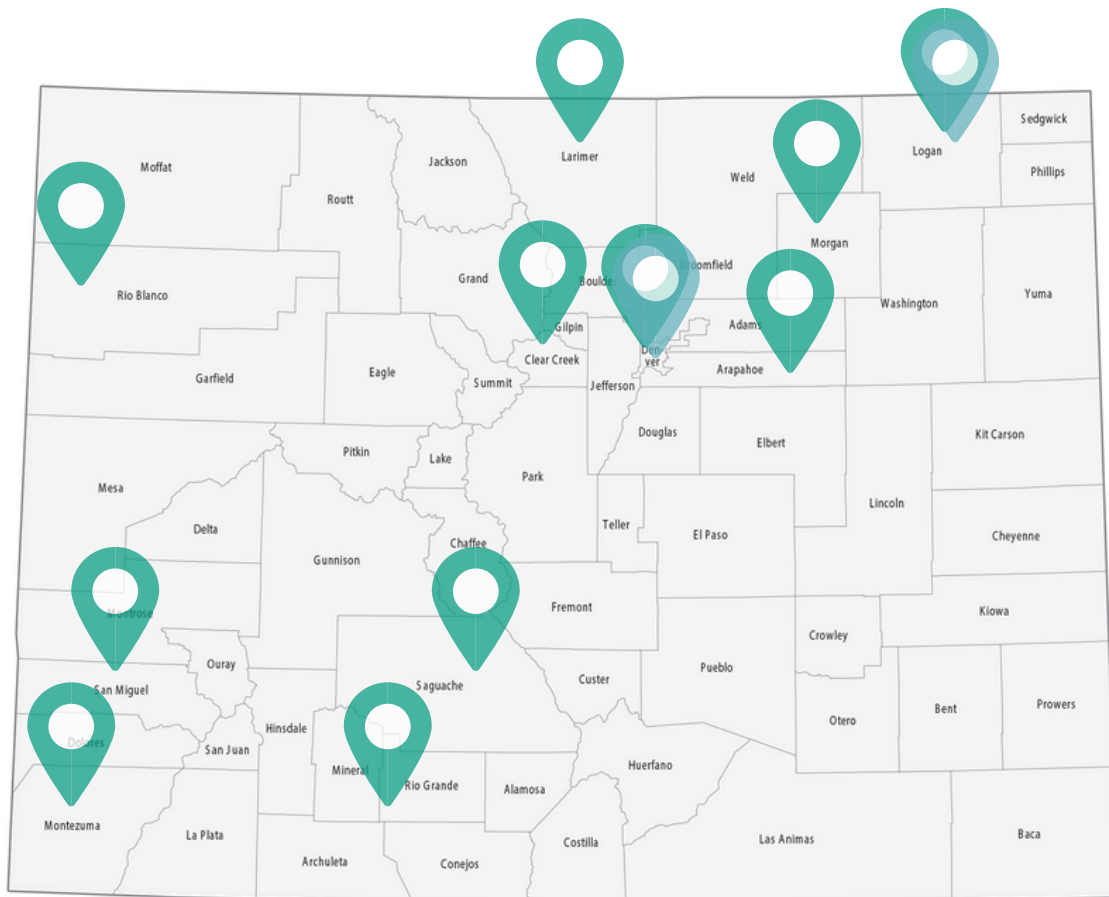 Sedgwick
Logan
Larimer
Jackson
Moffat
Phillips
Weld
Routt
Morgan
Grand
Broomfield
Boulder
Rio Blanco
Yuma
Washington
Adams
Gilpin
Den-
ver
Clear Creek
Arapahoe
Eagle
Garfield
Summit
Jefferson
Douglas
Elbert
Kit Carson
Pitkin
Lake
Park
Mesa
Lincoln
Delta
Teller
El Paso
Cheyenne
Chaffee
Gunnison
Fremont
Kiowa
Montrose
Crowley
Ouray
Pueblo
Custer
Saguache
San Miguel
Prowers
Bent
Otero
Hinsdale
Dolores
San Juan
Huerfano
Mineral
Rio Grande
Alamosa
Montezuma
La Plata
Las Animas
Baca
Costilla
Archuleta
Conejos